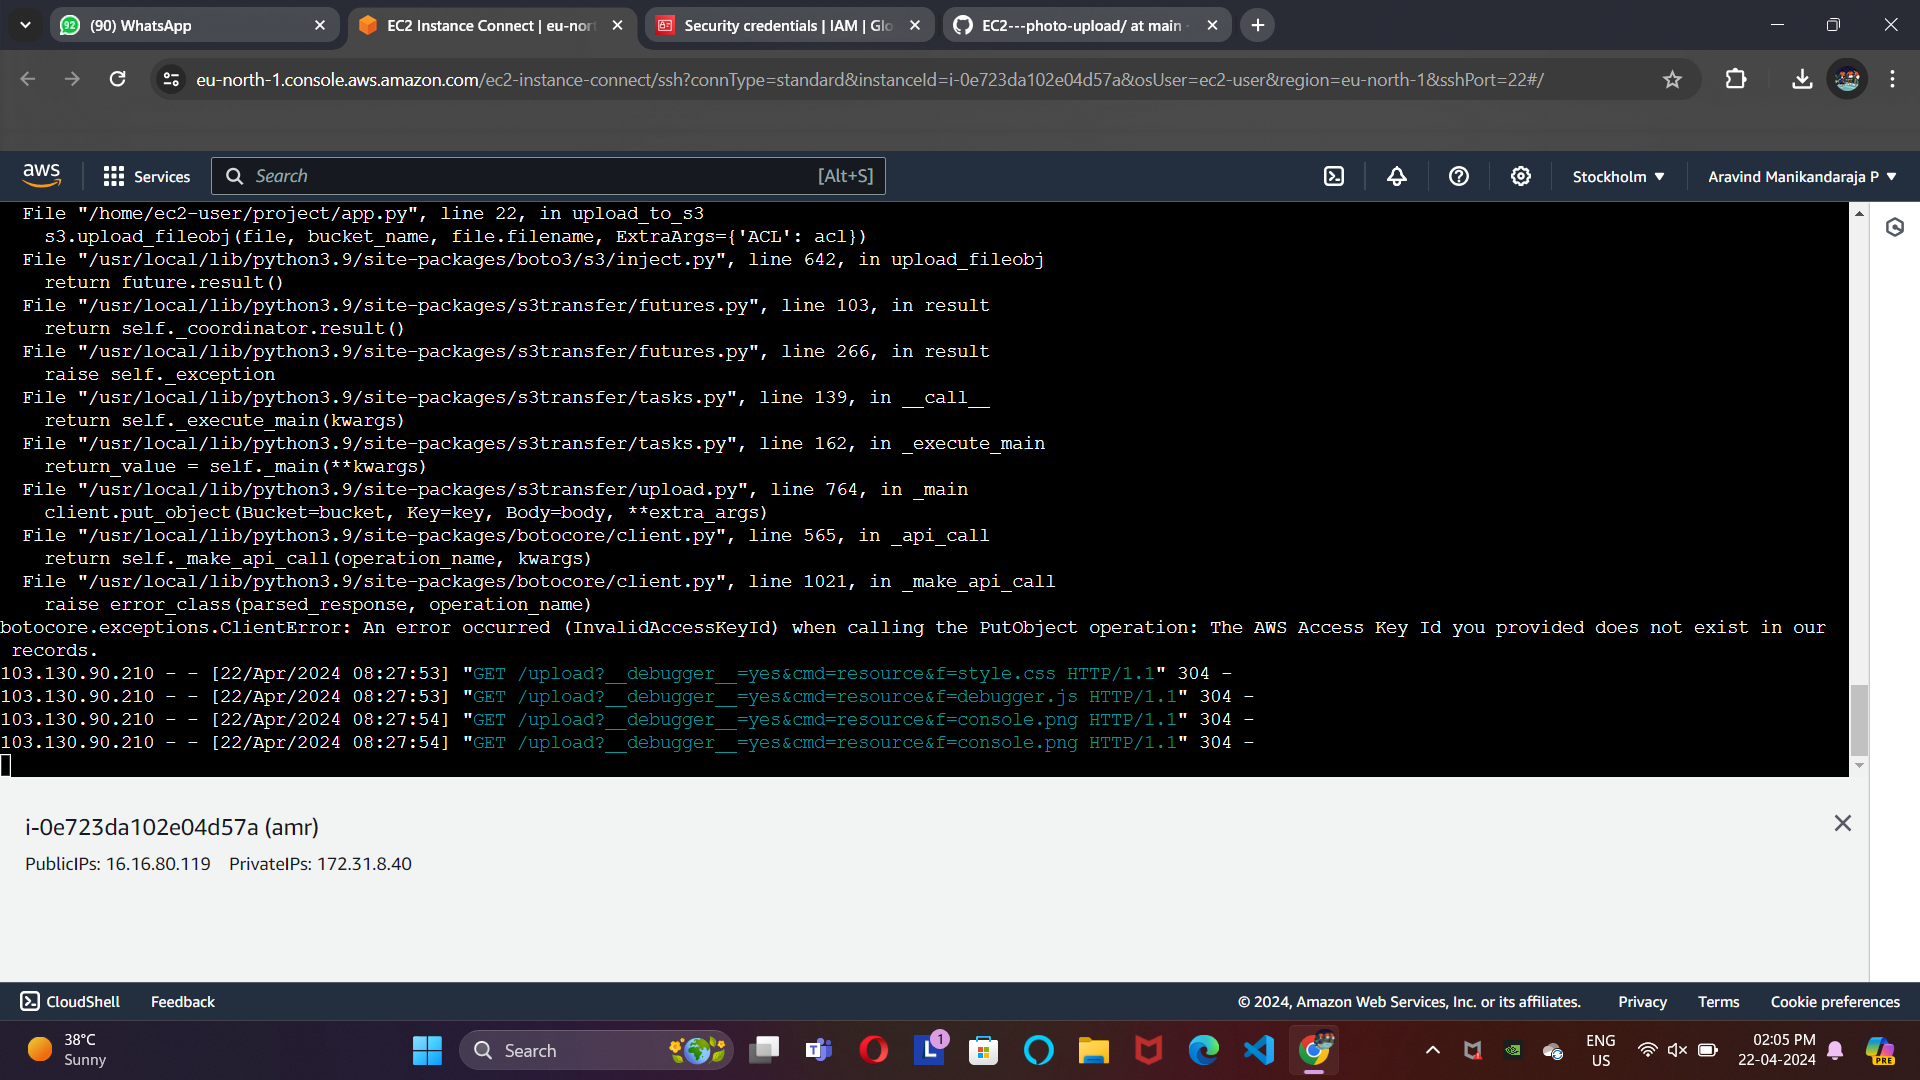 (90) WhatsApp
EC2 Instance Connect | eu-nort
Security credentials | IAM | Glo
EC2---photo-upload/ at main
92
eu-north-1.console.aws.amazon.com/ec2-instance-connect/ssh?connType=standard&instanceId=i-0e723da102e04d57a&osUser=ec2-user&region=eu-north-1&sshPort=22#/
aws
Services
Search
[Alt+S]
Stockholm
Aravind Manikandaraja P
File "/home/ec2-user/project/app.py", line 22, in upload_to_s3
s3.upload_fileobj(file, bucket_name, file.filename, ExtraArgs={'ACL': acl})
File "/usr/local/lib/python3.9/site-packages/boto3/s3/inject.py", line 642, in upload_fileobj
return future.result()
File "/usr/local/lib/python3.9/site-packages/s3transfer/futures.py", line 103, in result
return self._coordinator.result()
File "/usr/local/lib/python3.9/site-packages/s3transfer/futures.py", line 266, in result
raise self._exception
File "/usr/local/lib/python3.9/site-packages/s3transfer/tasks.py", line 139, in __call__
return self._execute_main(kwargs)
File "/usr/local/lib/python3.9/site-packages/s3transfer/tasks.py", line 162, in _execute_main
return_value = self._main(**kwargs)
File "/usr/local/lib/python3.9/site-packages/s3transfer/upload.py", line 764, in _main
client.put_object(Bucket=bucket, Key=key, Body=body, **extra_args)
File "/usr/local/lib/python3.9/site-packages/botocore/client.py", line 565, in _api_call
return self._make_api_call(operation_name, kwargs)
File "/usr/local/lib/python3.9/site-packages/botocore/client.py", line 1021, in _make_api_call
raise error_class(parsed_response, operation_name)
botocore.exceptions.ClientError: An error occurred (InvalidAccessKeyId) when calling the PutObject operation: The AWS Access Key Id you provided does not exist in our
records.
103.130.90.210 - - [22/Apr/2024 08:27:53] "GET /upload?__debugger__=yes&cmd=resource&f=style.css HTTP/1.1" 304 -
103.130.90.210 - - [22/Apr/2024 08:27:53] "GET /upload?__debugger__=yes&cmd=resource&f=debugger.js HTTP/1.1" 304 -
103.130.90.210 - - [22/Apr/2024 08:27:54] "GET /upload?__debugger__=yes&cmd=resource&f=console.png HTTP/1.1" 304 -
103.130.90.210 - - [22/Apr/2024 08:27:54] "GET /upload?__debugger__=yes&cmd=resource&f=console.png HTTP/1.1" 304 -
i-0e723da102e04d57a (amr)
PublicIPs: 16.16.80.119 PrivateIPs: 172.31.8.40
CloudShell
Feedback
© 2024, Amazon Web Services, Inc. or its affiliates.
Privacy
Terms
Cookie preferences
38°C
Sunny
Search
L
1
ENG
US
02:05 PM
22-04-2024
PRE